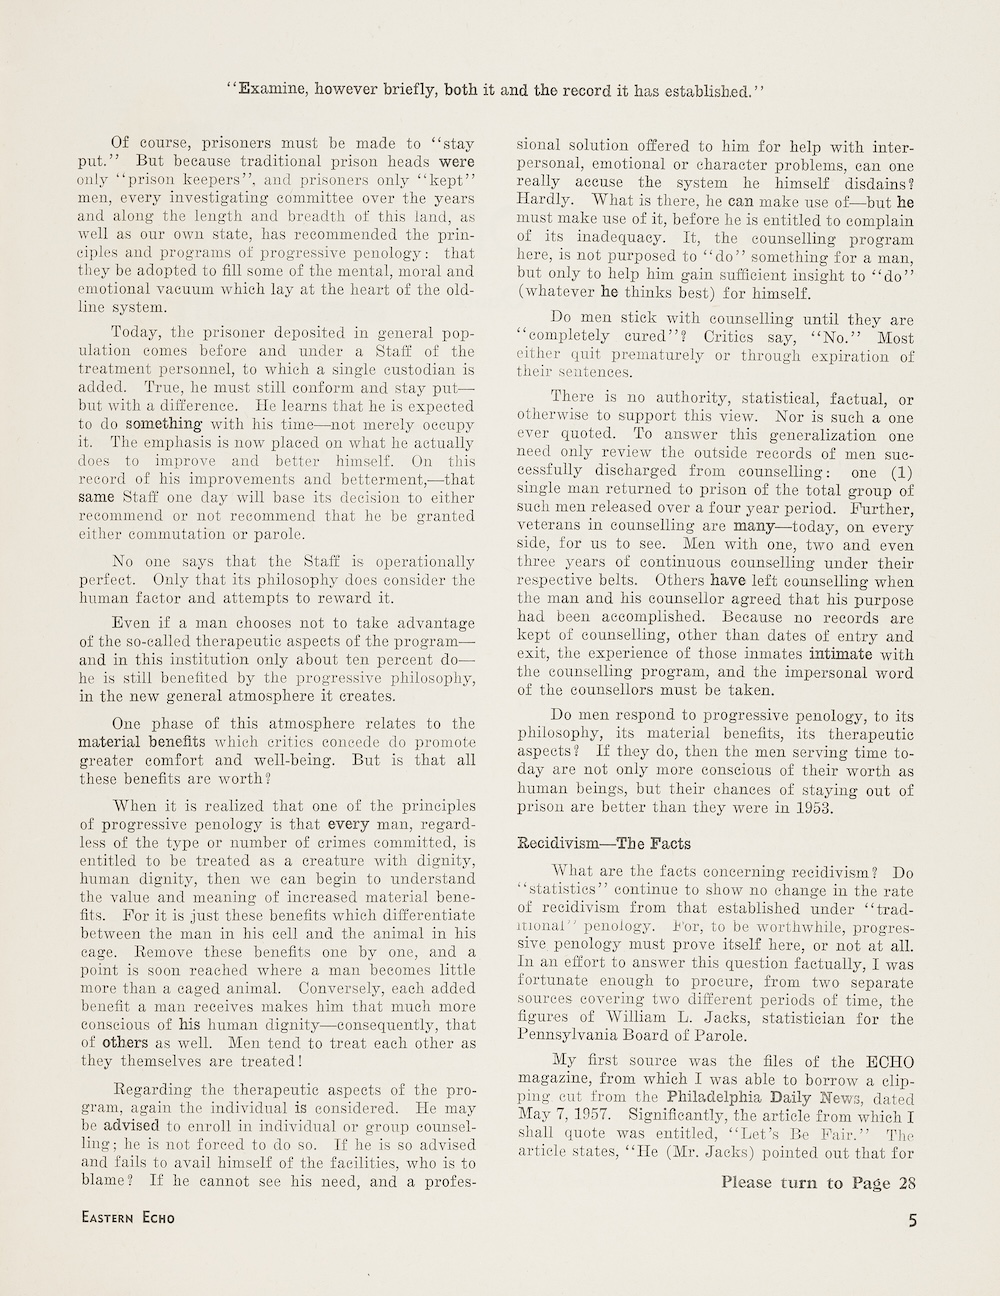 “Examine, however briefly, both it and the record it has established.”
Of course, prisoners must be made to “stay
put.” But because traditional prison heads were
only “prison keepers”, and prisoners only “kept”
men, every investigating committee over the years
and along the length and breadth of this land, as
well as our own state, has recommended the prin-
ciples and programs of progressive penology: that
they be adopted to fill some of the mental, moral and
emotional vacuum which lay at the heart of the old-
line system.
Today, the prisoner deposited in general pop-
ulation comes before and under a Staff of the
treatment personnel, to which a single custodian is
added. True, he must still conform and stay put—
but with a difference. He learns that he is expected
to do something with his time—not merely occupy
it. The emphasis is now placed on what he actually
does to improve and better himself. On this
record of his improvements and betterment,—that
same Staff one day will base its decision to either
recommend or not recommend that he be granted
either commutation or parole.
No one says that the Staff is operationally
perfect. Only that its philosophy does consider the
human factor and attempts to reward it.
Even if a man chooses not to take advantage
of the so-called therapeutic aspects of the program—
and in this institution only about ten percent do—
he is still benefited by the progressive philosophy,
in the new general atmosphere it creates.
One phase of this atmosphere relates to the
material benefits which critics concede do promote
greater comfort and well-being. But is that all
these benefits are worth?
When it is realized that one of the principles
of progressive penology is that every man, regard-
less of the type or number of crimes committed, is
entitled to be treated as a creature with dignity,
human dignity, then we can begin to understand
the value and meaning of increased material bene-
fits. For it is just these benefits which differentiate
between the man in his cell and the animal in his
cage. Remove these benefits one by one, and a
point is soon reached where a man becomes little
more than a caged animal. Conversely, each added
benefit a man receives makes him that much more
conscious of his human dignity—consequently, that
of others as well. Men tend to treat each other as
they themselves are treated!
Regarding the therapeutic aspects of the pro-
gram, again the individual is considered. He may
be advised to enroll in individual or group counsel-
ling; he is not forced to do so. If he is so advised
and fails to avail himself of the facilities, who is to
blame? If he cannot see his need, and a profes-
sional solution offered to him for help with inter-
personal, emotional or character problems, can one
really accuse the system he himself disdains?
Hardly. What is there, he can make use of—but he
must make use of it, before he is entitled to complain
of its inadequacy. It, the counselling program
here, is not purposed to “do” something for a man,
but only to help him gain sufficient insight to “do”
(whatever he thinks best) for himself.
Do men stick with counselling until they are
“completely cured”? Critics say, “No.” Most
either quit prematurely or through expiration of
their sentences.
There is no authority, statistical, factual, or
otherwise to support this view. Nor is such a one
ever quoted. To answer this generalization one
need only review the outside records of men suc-
cessfully discharged from counselling: one (1)
single man returned to prison of the total group of
such men released over a four year period. Further,
veterans in counselling are many—today, on every
side, for us to see. Men with one, two and even
three years of continuous counselling under their
respective belts. Others have left counselling when
the man and his counsellor agreed that his purpose
had been accomplished. Because no records are
kept of counselling, other than dates of entry and
exit, the experience of those inmates intimate with
the counselling program, and the impersonal word
of the counsellors must be taken.
Do men respond to progressive penology, to its
philosophy, its material benefits, its therapeutic
aspects? If they do, then the men serving time to-
day are not only more conscious of their worth as
human beings, but their chances of staying out of
prison are better than they were in 1953.
Recidivism—The Facts
What are the facts concerning recidivism? Do
“statistics” continue to show no change in the rate
of recidivism from that established under “trad-
itional” penology. For, to be worthwhile, progres-
sive penology must prove itself here, or not at all.
In an effort to answer this question factually, I was
fortunate enough to procure, from two separate
sources covering two different periods of time, the
figures of William L. Jacks, statistician for the
Pennsylvania Board of Parole.
My first source was the files of the ECHO
magazine, from which I was able to borrow a clip-
ping cut from the Philadelphia Daily News, dated
May 7, 1957. Significantly, the article from which I
shall quote was entitled, “Let’s Be Fair.” The
article states, “He (Mr. Jacks) pointed out that for
Please turn to Page 28
EASTERN ECHO
5